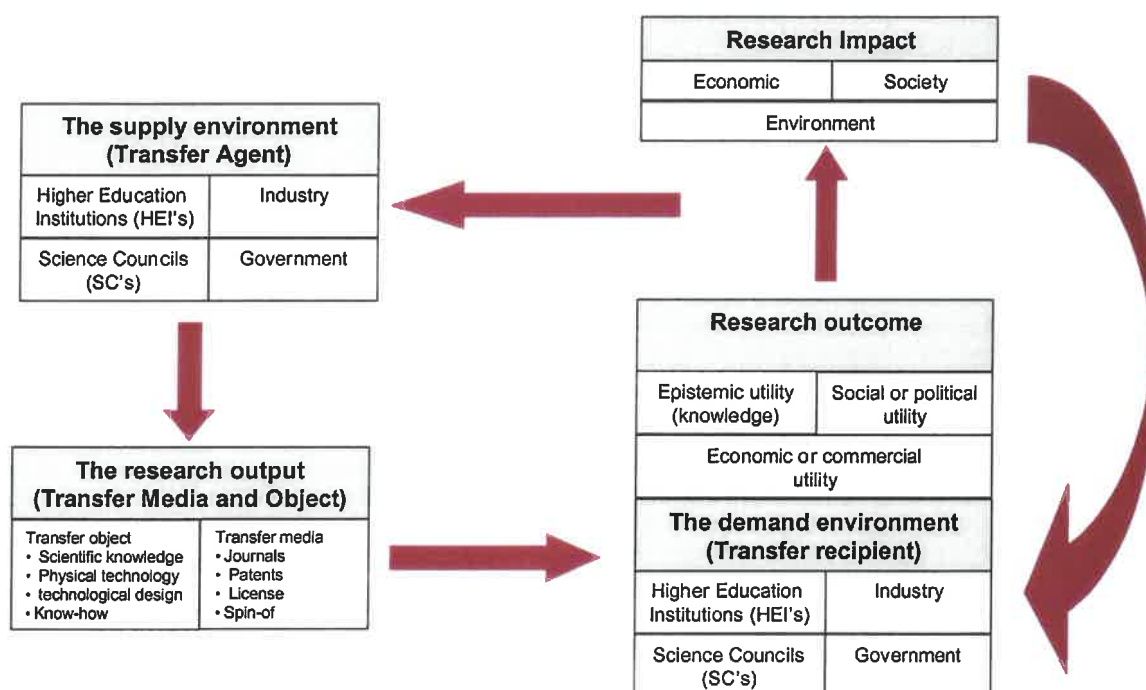 Research Impact
Economic
Society
Environment
The supply environment
(Transfer Agent)
Higher Education
Institutions (HEI's)
Industry
Science Councils
(SC's)
Government
The research output
(Transfer Media and Object)
Transfer object
• Scientific knowledge
• Physical technology
• technological design
• Know-how
Transfer media
• Journals
• Patents
• License
• Spin-of
Research outcome
Epistemic utility
(knowledge)
Social or political
utility
Economic or commercial
utility
The demand environment
(Transfer recipient)
Higher Education
Institutions (HEI's)
Industry
Science Councils
(SC's)
Government